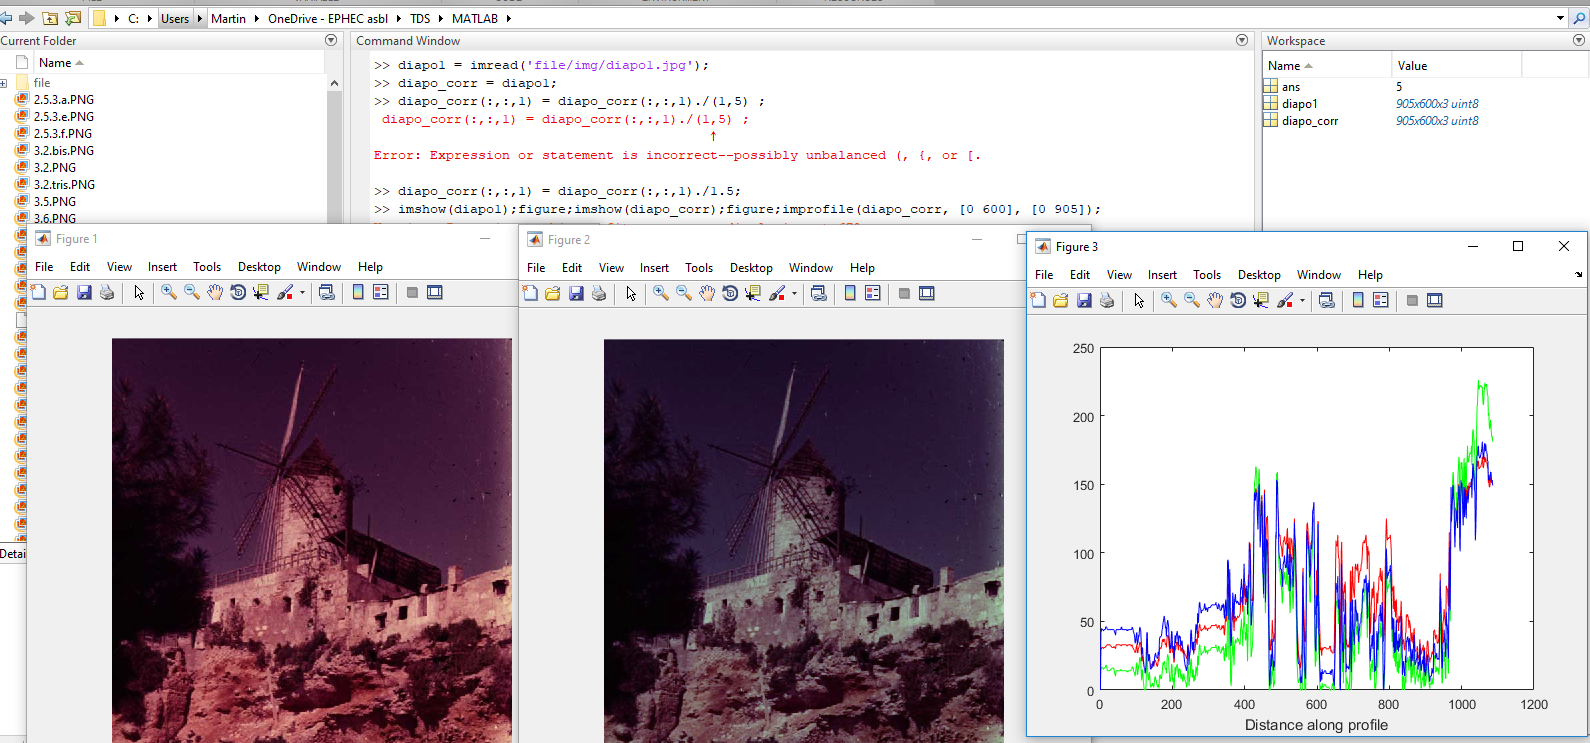 C: Users Martin OneDrive - EPHEC asbl TDS MATLAB
Current Folder
Name
file
2.5.3.a.PNG
2.5.3.e.PNG
2.5.3.f.PNG
3.2.bis.PNG
3.2.PNG
3.2.tris.PNG
3.5.PNG
3.6.PNG
Detai
Command Window
>> diapo1 = imread('file/img/diapo1.jpg');
>> diapo_corr = diapo1;
>> diapo_corr(:,:,1) = diapo_corr(:,:,1)./(1,5) ;
diapo_corr(:,:,1) = diapo_corr(:,:,1)./(1,5) ;
↑
Error: Expression or statement is incorrect--possibly unbalanced (, {, or [.
>> diapo_corr(:,:,1) = diapo_corr(:,:,1)./1.5;
>> imshow(diapo1);figure;imshow(diapo_corr);figure;improfile(diapo_corr, [0 600], [0 905]);
Workspace
Name Value
ans 5
diapo1 905x600x3 uint8
diapo_corr 905x600x3 uint8
Figure 1
File Edit View Insert Tools Desktop Window Help
Figure 2
File Edit View Insert Tools Desktop Window Help
Figure 3
File Edit View Insert Tools Desktop Window Help
250
200
150
100
50
0
0 200 400 600 800 1000 1200
Distance along profile